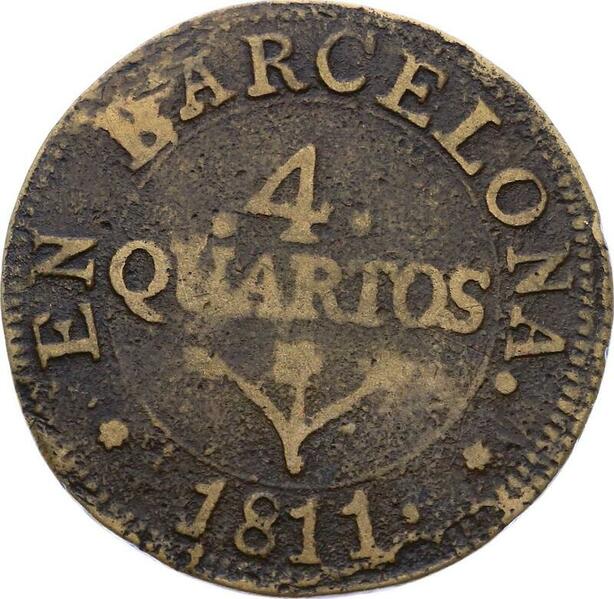 EN BARCELONA.
4.
QUARTOS
1811.